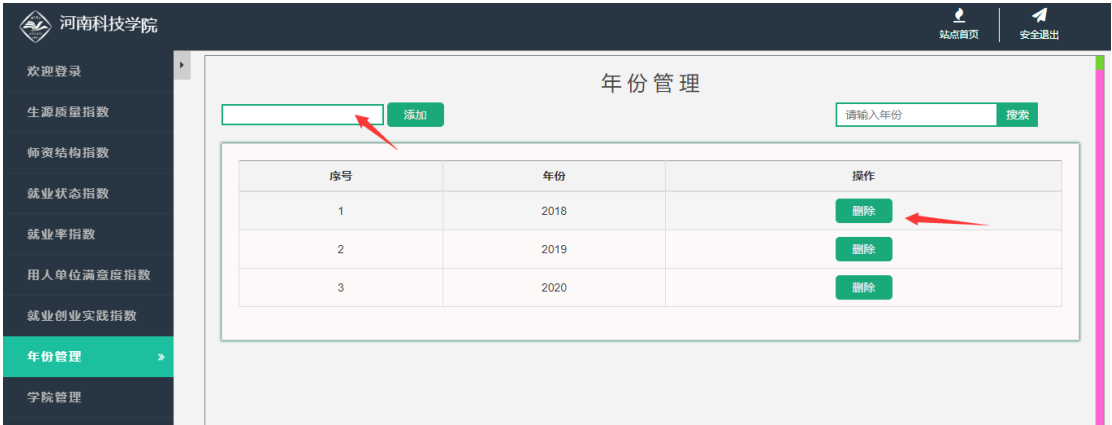 河南科技学院
站点首页
安全退出
欢迎登录
生源质量指数
师资结构指数
就业状态指数
就业率指数
用人单位满意度指数
就业创业实践指数
年份管理 »
学院管理
年份管理
添加
请输入年份 搜索
序号 年份 操作
1 2018 删除
2 2019 删除
3 2020 删除